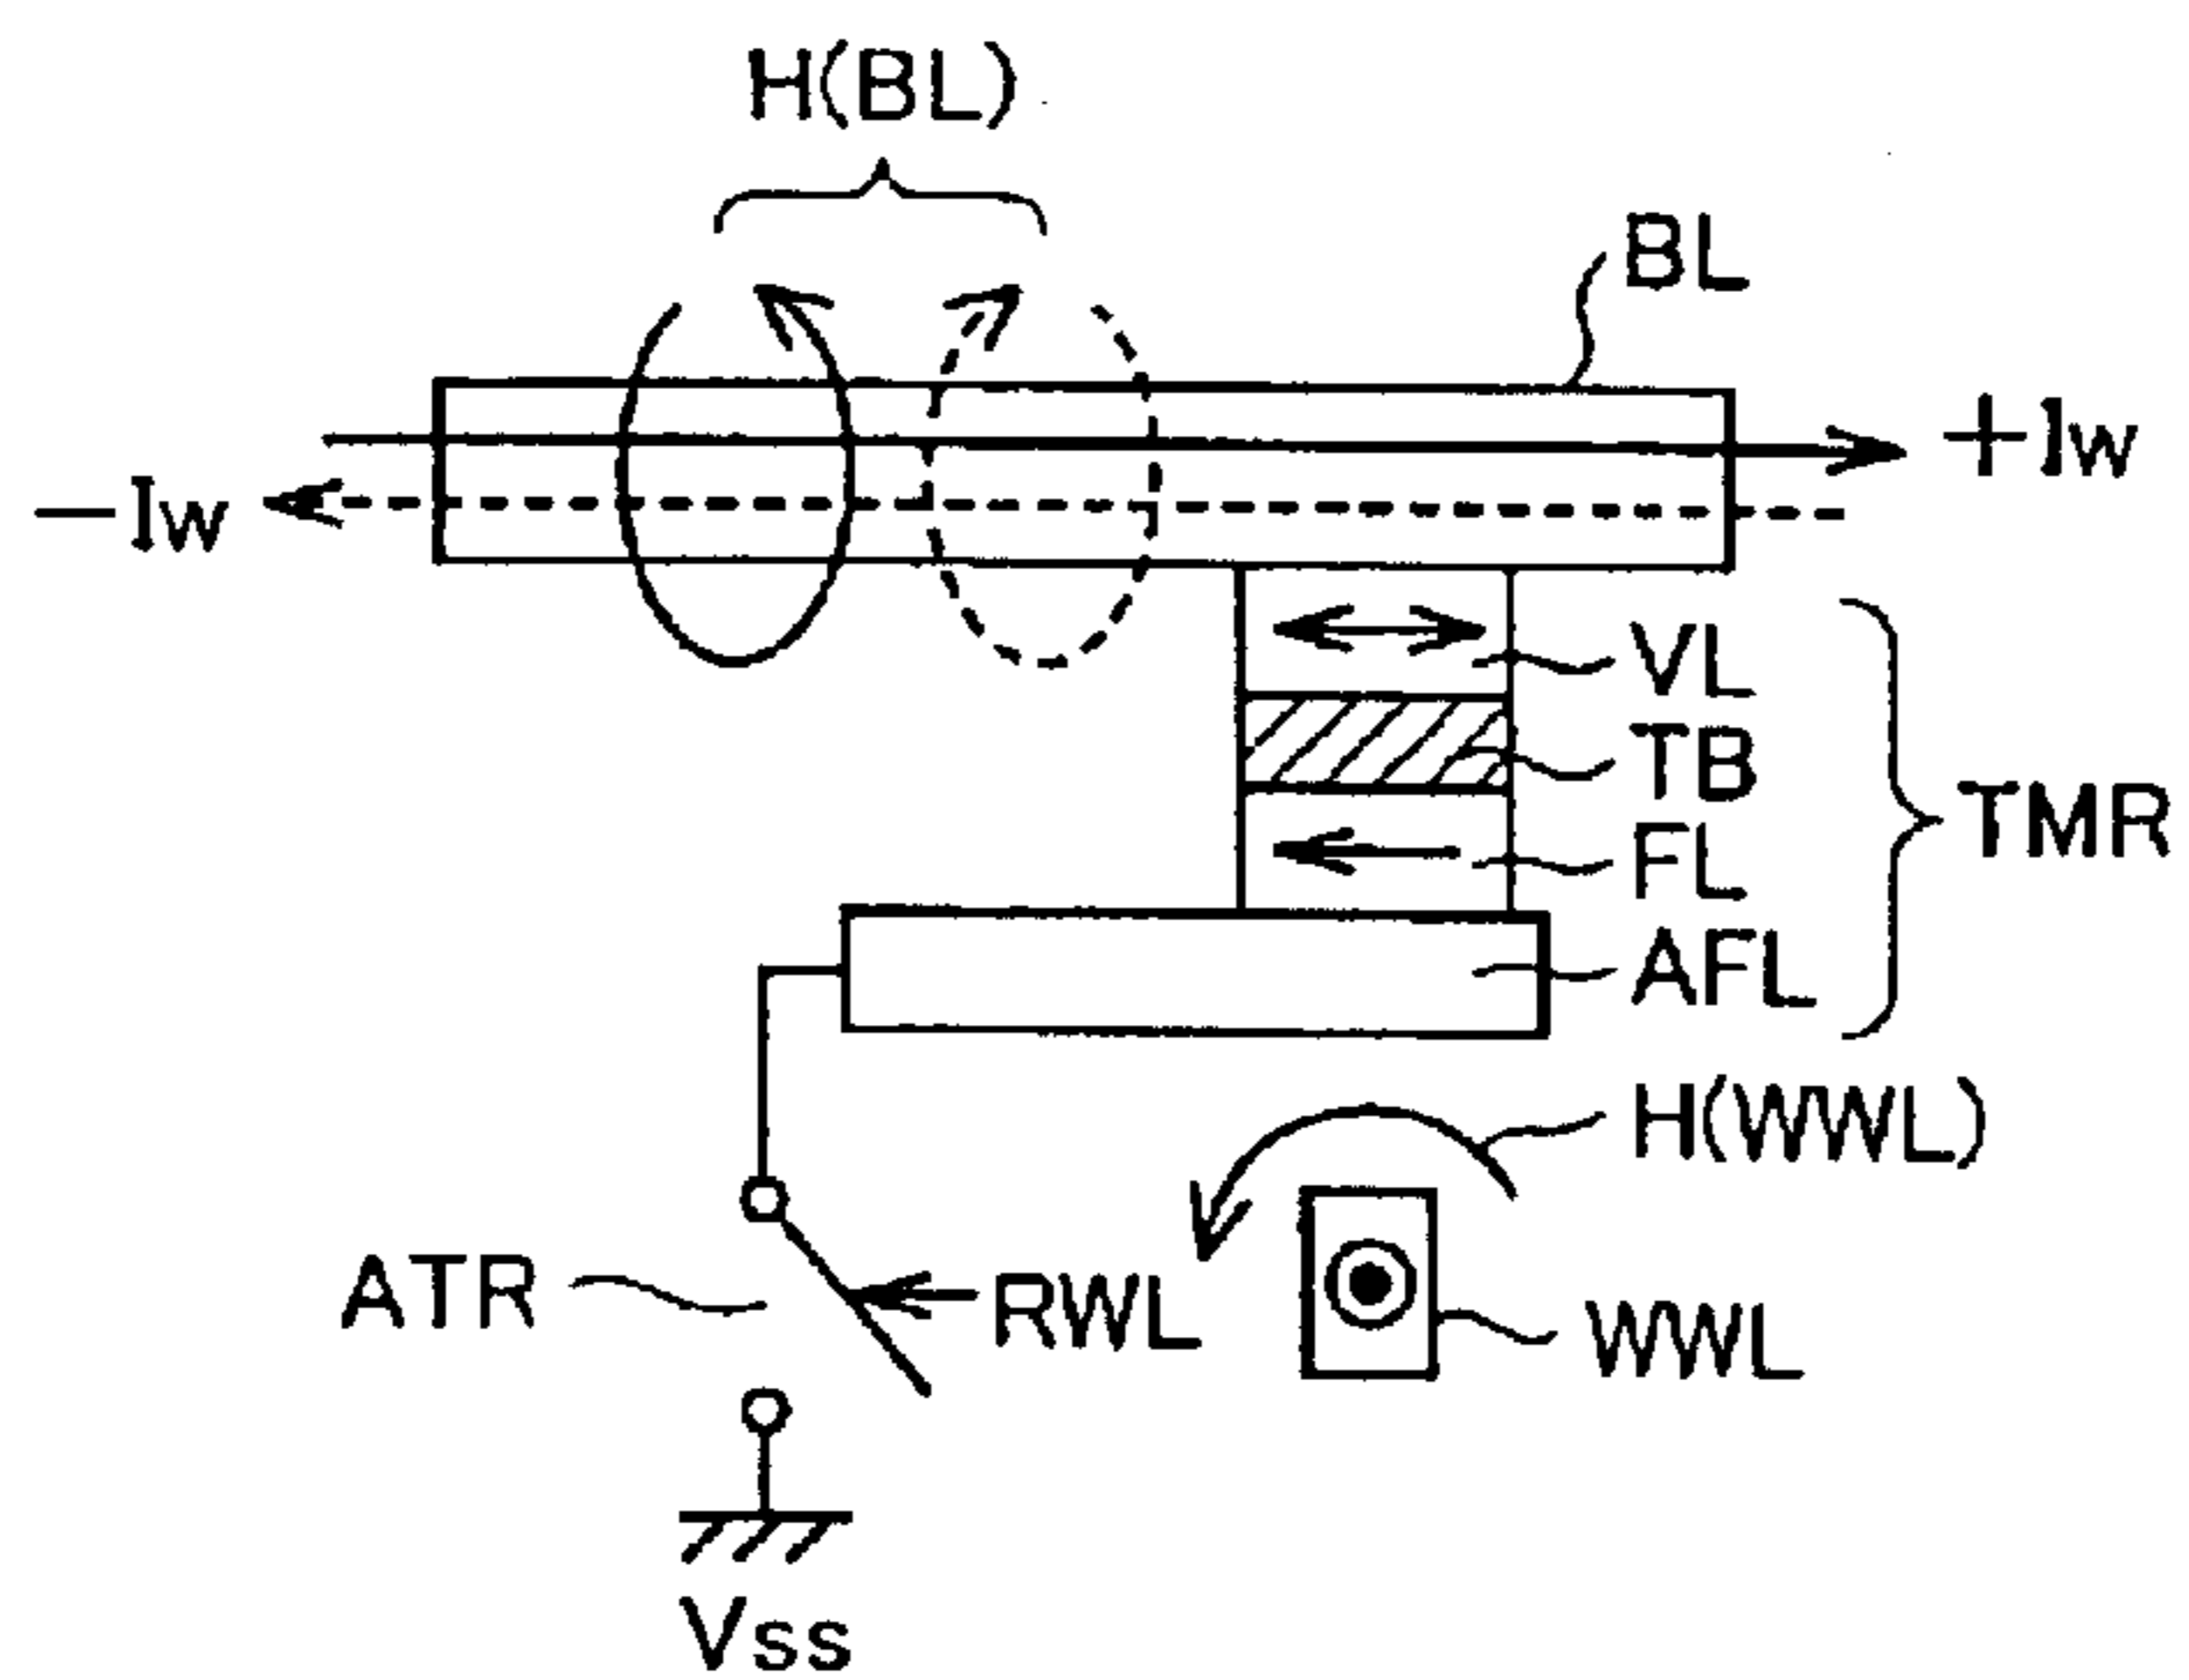 H(BL)
BL
+Iw
−Iw
VL
TB
TMR
FL
AFL
H(WWL)
ATR
RWL
WWL
Vss